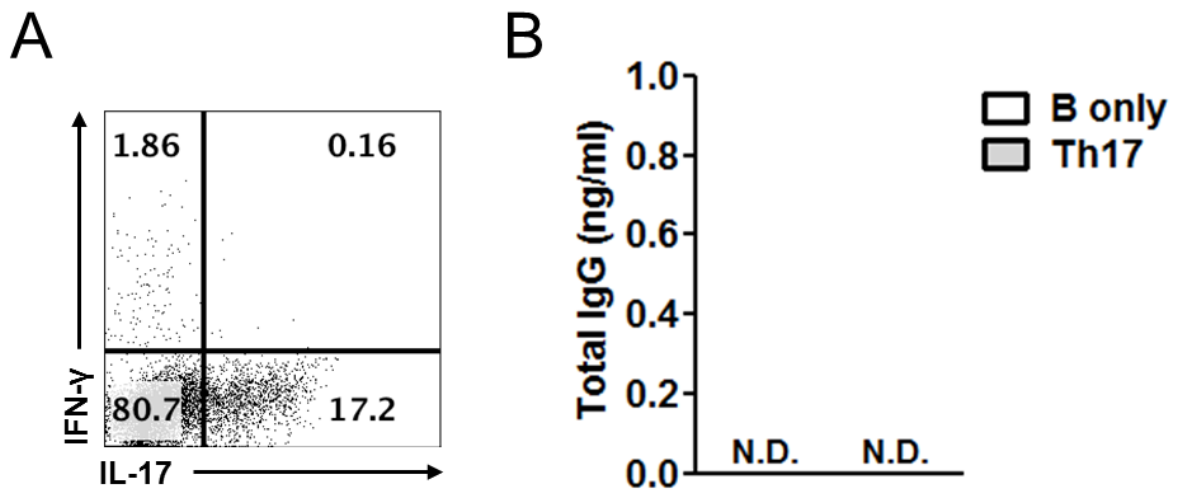 A
1.86
0.16
80.7
17.2
IFN-γ
IL-17
B
Total IgG (ng/ml)
1.0
0.8
0.6
0.4
0.2
0.0
N.D.
N.D.
B only
Th17